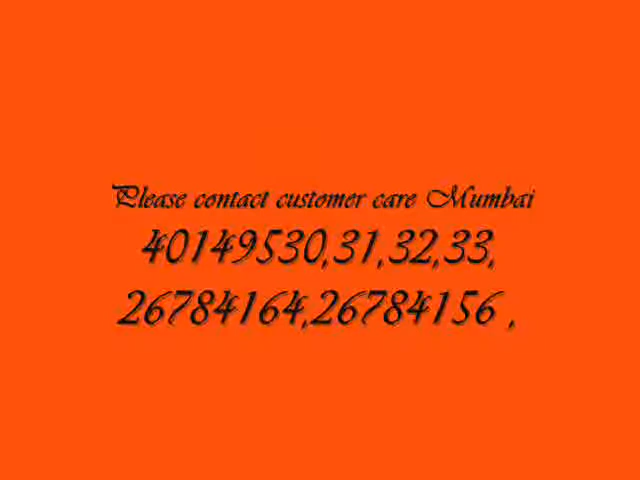 Please contact customer care Mumbai
40149530,31,32,33,
26784164,26784156 ,